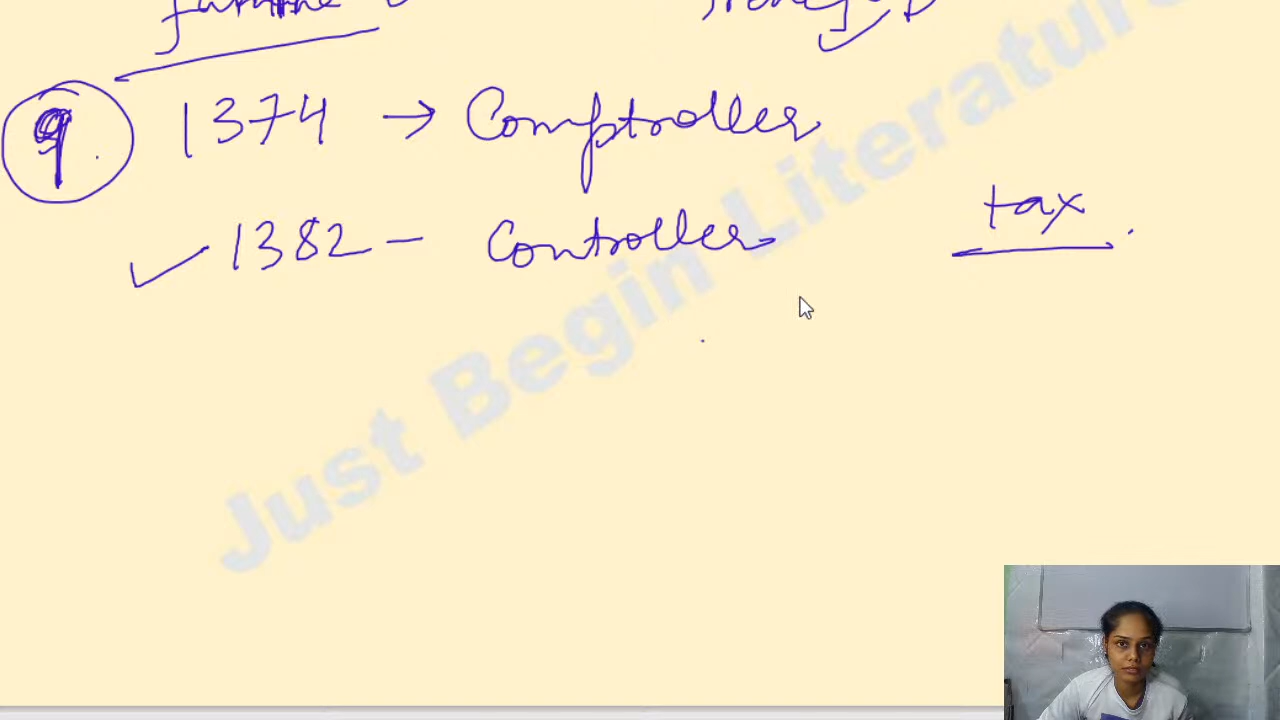 9. 1374 → Comptroller
✓ 1382 - Controller
tax
Just Begin Literature